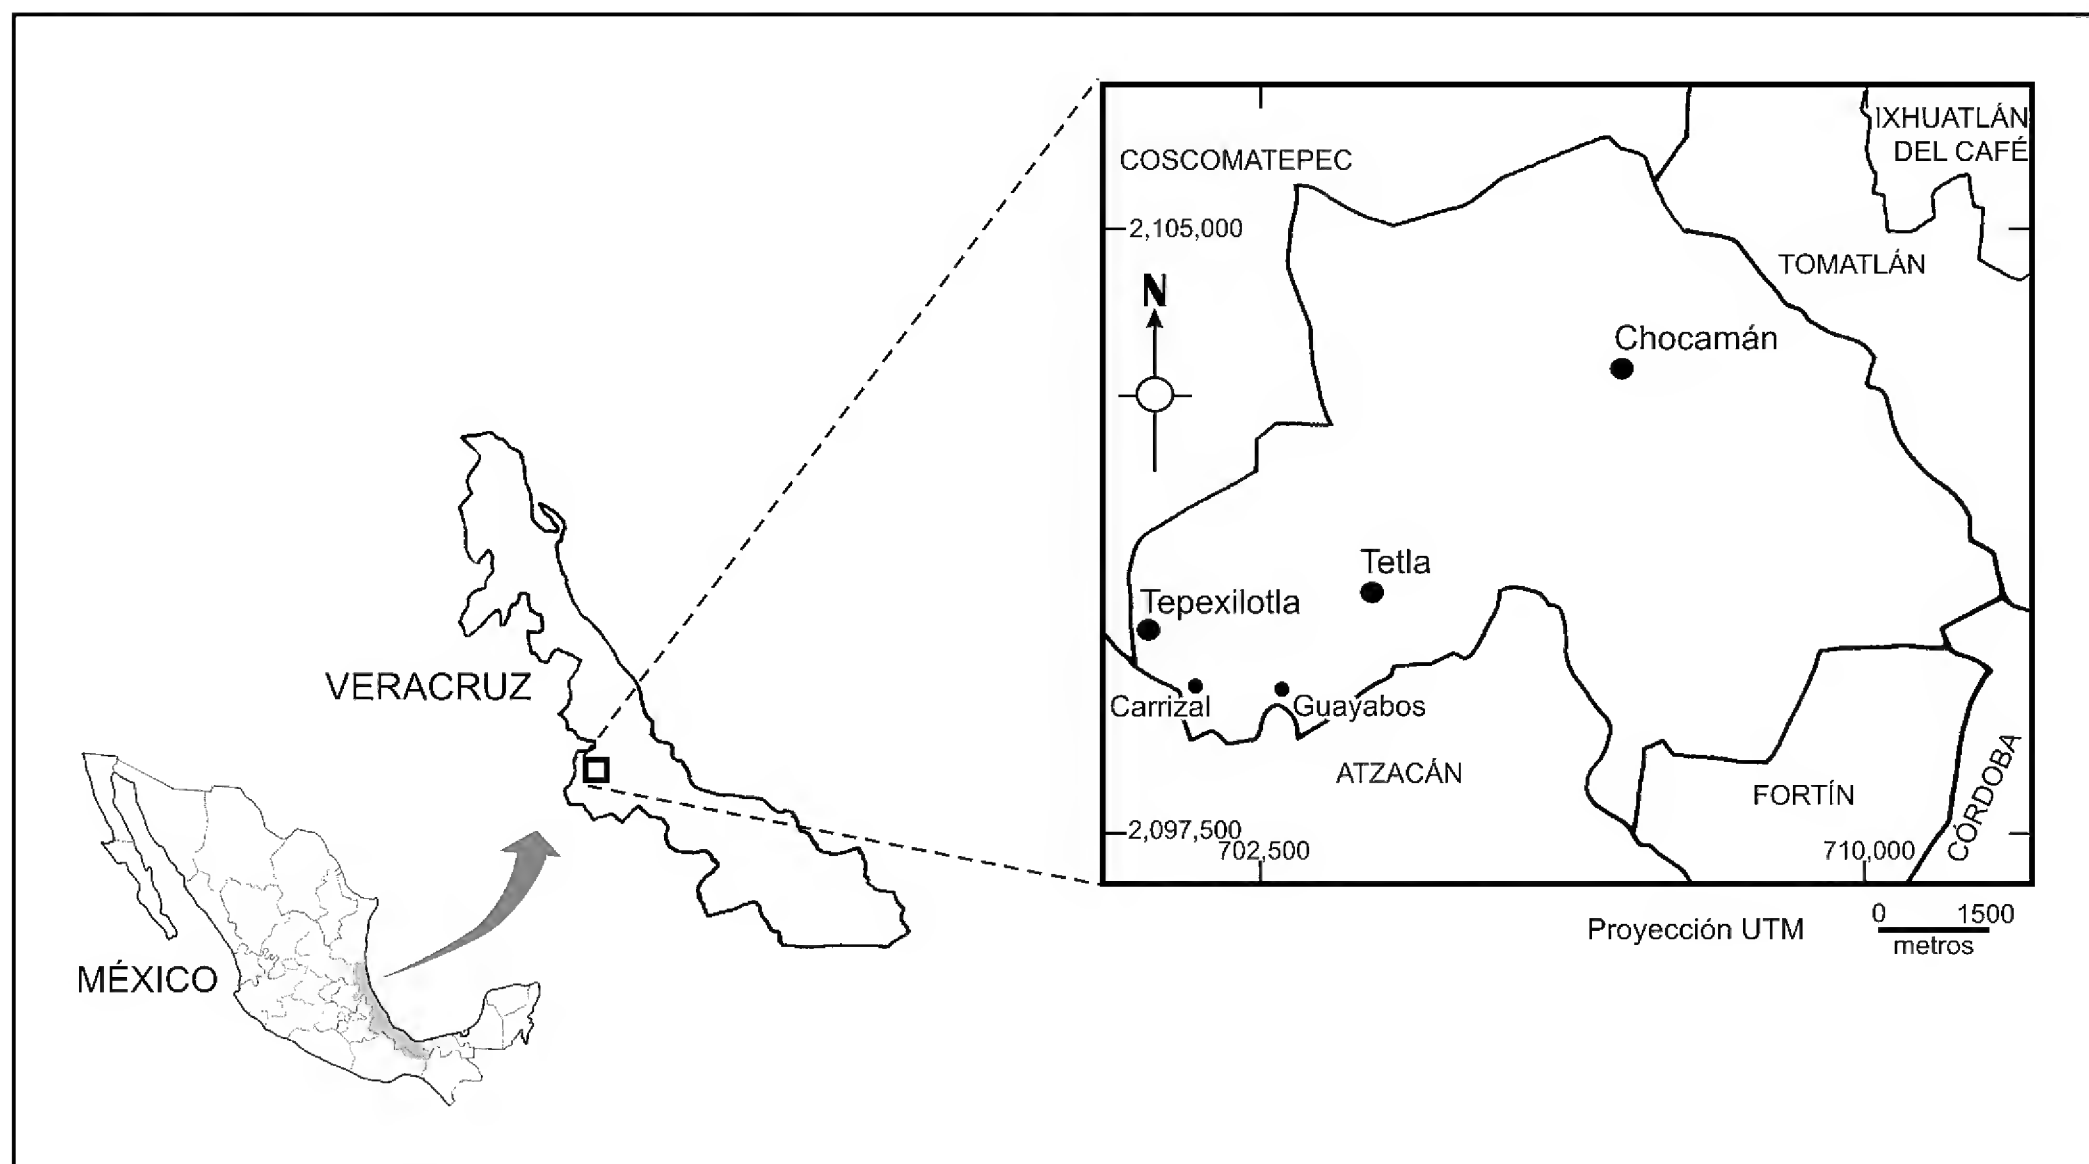 IXHUATLÁN
DEL CAFÉ
COSCOMATEPEC
2,105,000
TOMATLÁN
N
Chocamán
Tetla
Tepexilotla
Carrizal
Guayabos
VERACRUZ
ATZACÁN
FORTÍN
CÓRDOBA
2,097,500
702,500
710,000
MÉXICO
Proyección UTM
0 1500
metros